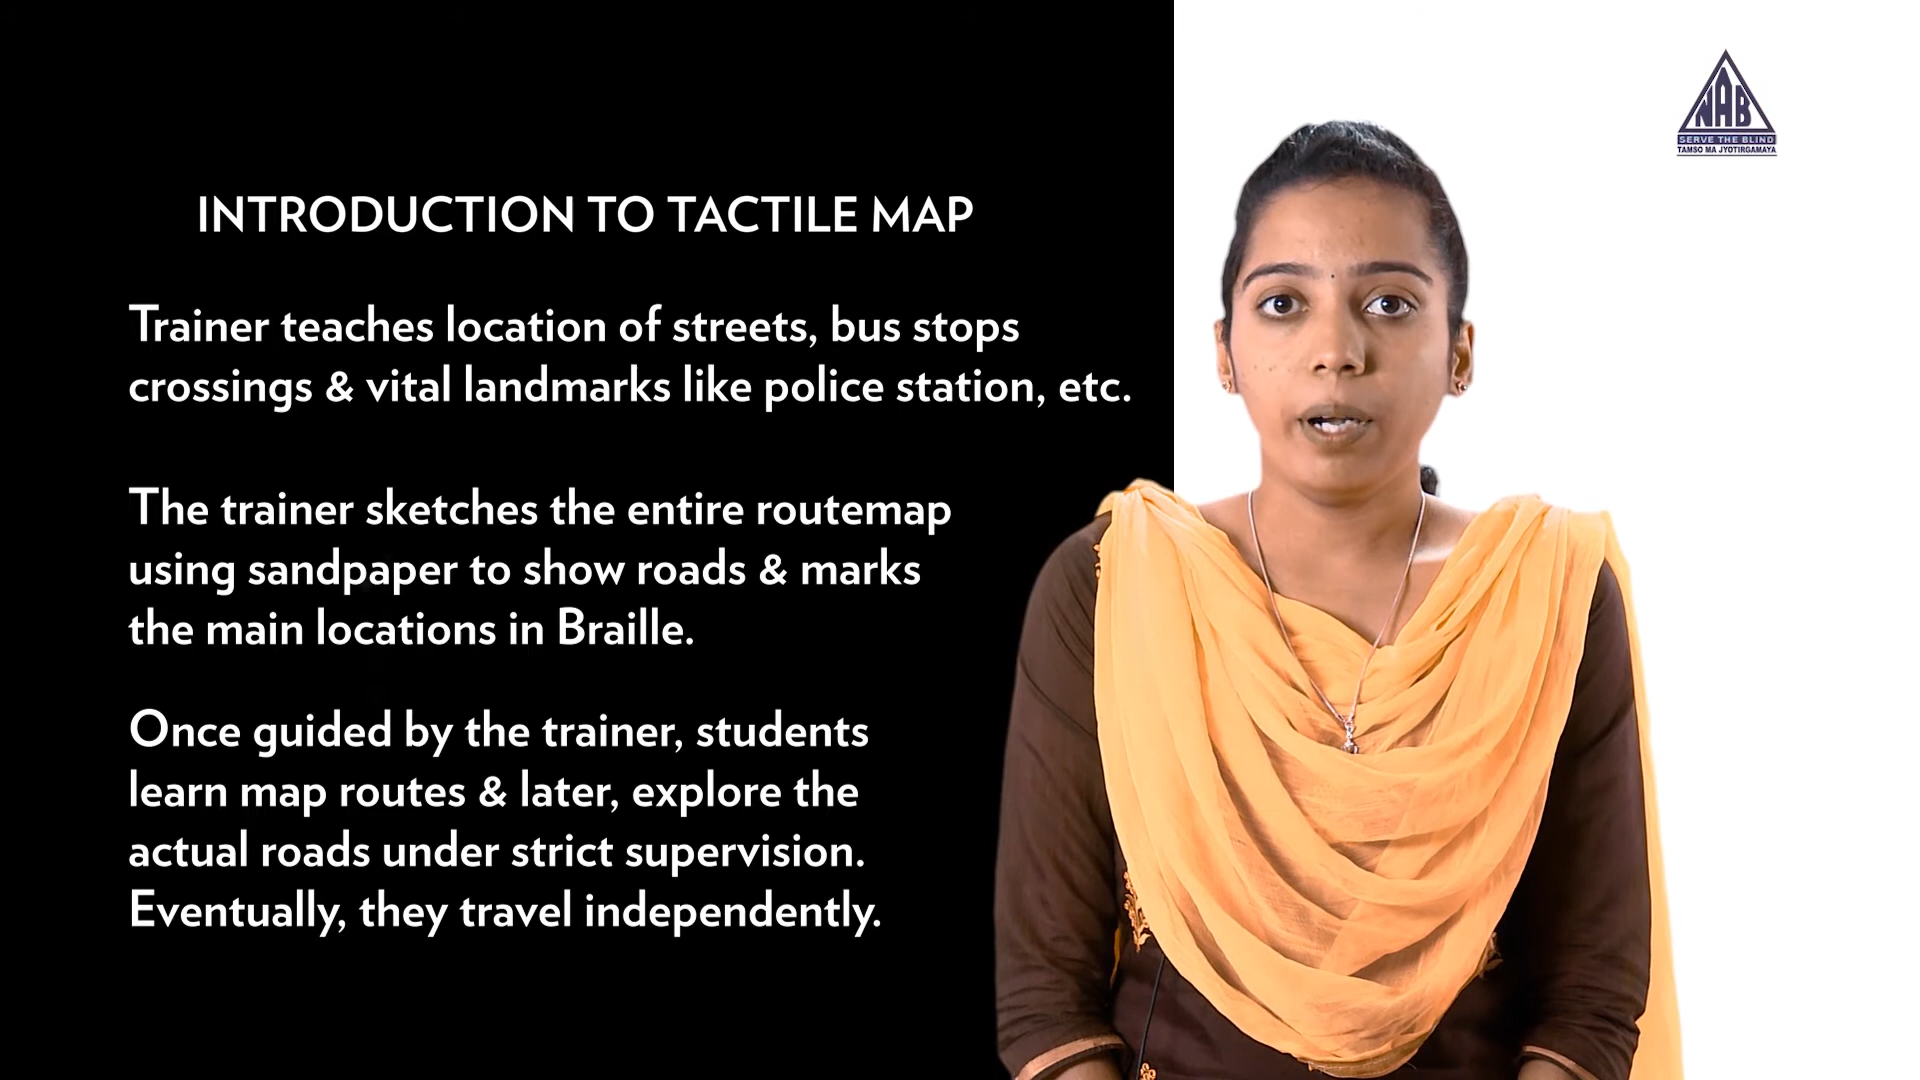 INTRODUCTION TO TACTILE MAP
Trainer teaches location of streets, bus stops
crossings & vital landmarks like police station, etc.
The trainer sketches the entire routemap
using sandpaper to show roads & marks
the main locations in Braille.
Once guided by the trainer, students
learn map routes & later, explore the
actual roads under strict supervision.
Eventually, they travel independently.
NAB
SERVE THE BLIND
TAMSO MA JYOTIRGAMAYA